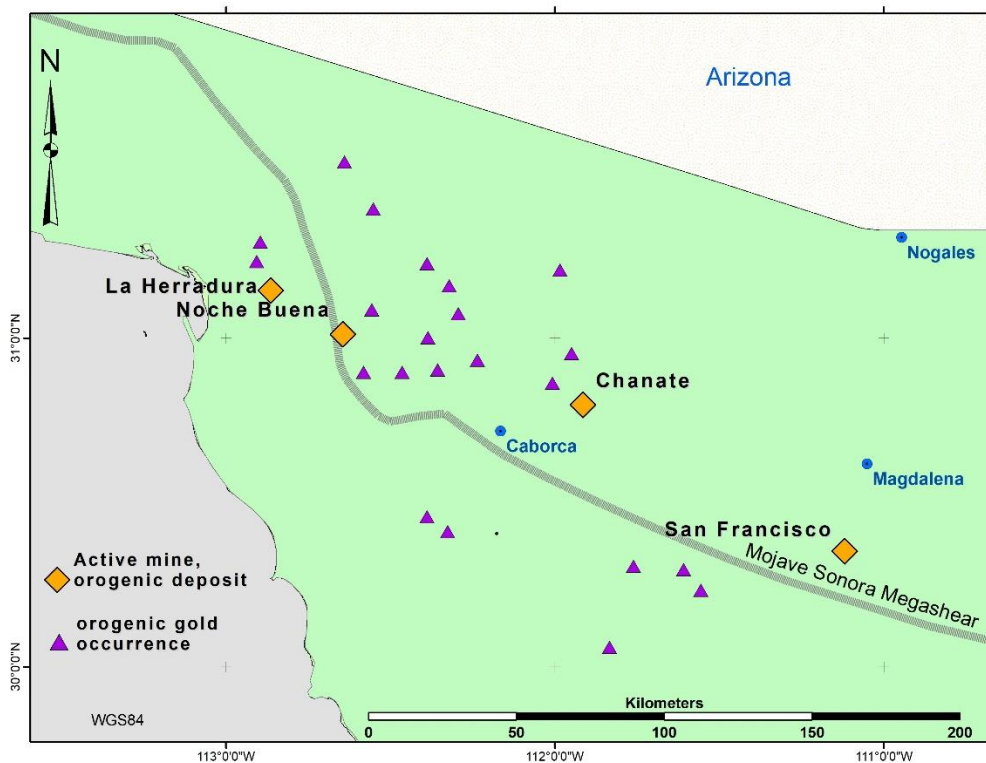 N
Arizona
Nogales
La Herradura
Noche Buena
31°0'0"N
Chanate
Caborca
Magdalena
San Francisco
Mojave Sonora Megashear
Active mine,
orogenic deposit
orogenic gold
occurrence
30°0'0"N
WGS84
Kilometers
0 50 100 150 200
113°0'0"W 112°0'0"W 111°0'0"W